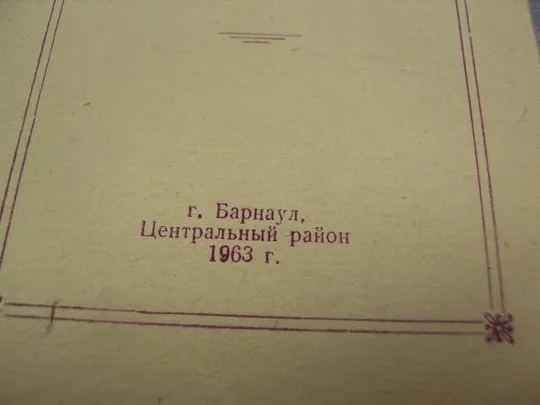 г. Барнаул,
Центральный район
1963 г.